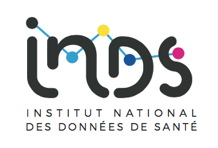 inds
INSTITUT NATIONAL
DES DONNÉES DE SANTÉ